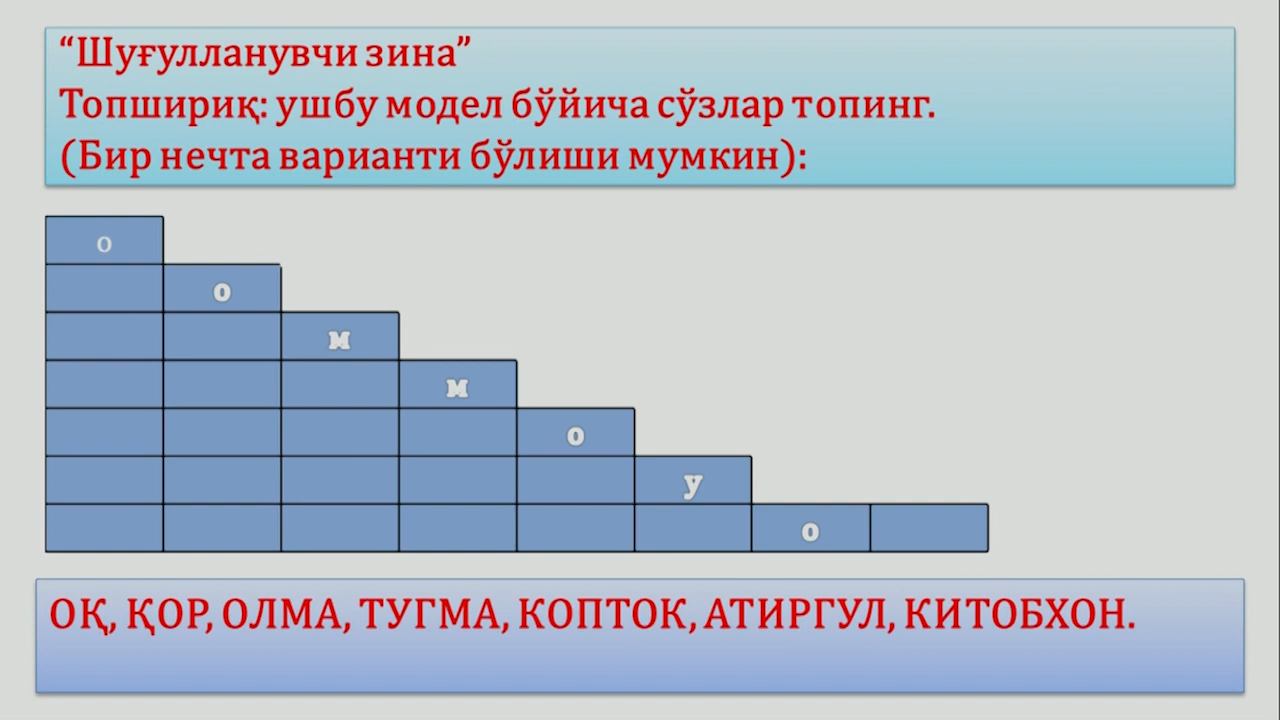 “Шуғулланувчи зина”
Топшириқ: ушбу модел бўйича сўзлар топинг.
(Бир нечта варианти бўлиши мумкин):
о
о
м
м
о
у
о
ОҚ, ҚОР, ОЛМА, ТУГМА, КОПТОК, АТИРГУЛ, КИТОБХОН.